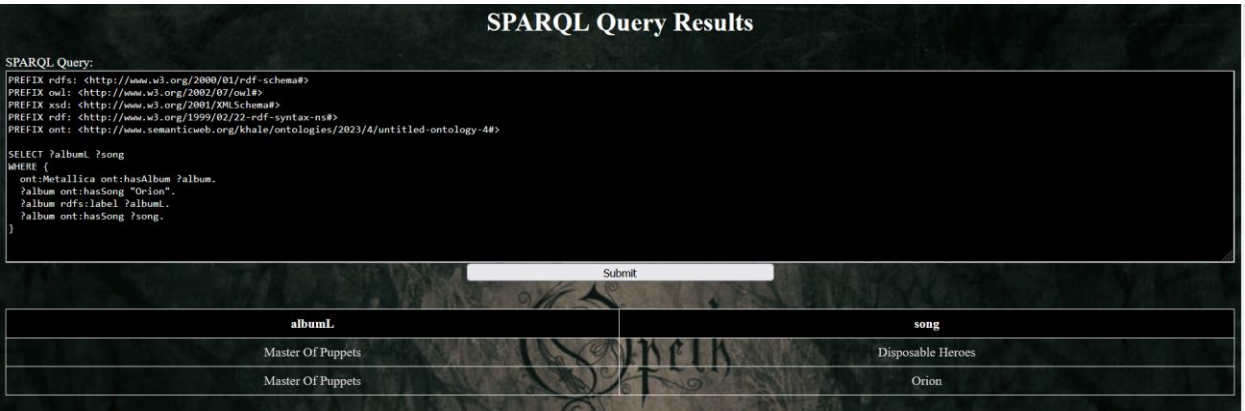 SPARQL Query Results
SPARQL Query:
PREFIX rdfs: <http://www.w3.org/2000/01/rdf-schema#>
PREFIX owl: <http://www.w3.org/2002/07/owl#>
PREFIX xsd: <http://www.w3.org/2001/XMLSchema#>
PREFIX rdf: <http://www.w3.org/1999/02/22-rdf-syntax-ns#>
PREFIX ont: <http://www.semanticweb.org/khale/ontologies/2023/4/untitled-ontology-4#>
SELECT ?albumL ?song
WHERE {
ont:Metallica ont:hasAlbum ?album.
?album ont:hasSong "Orion".
?album rdfs:label ?albumL.
?album ont:hasSong ?song.
}
Submit
albumL song
Master Of Puppets Disposable Heroes
Master Of Puppets Orion
Opeth